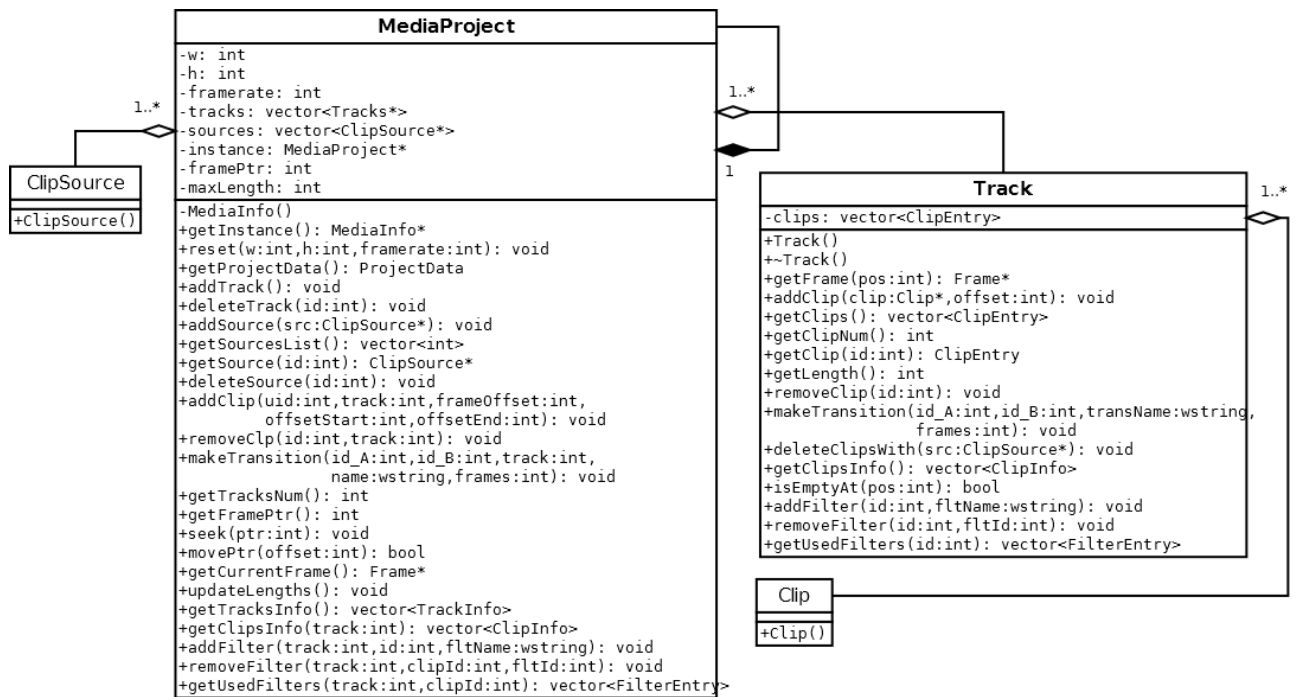 MediaProject
-w: int
-h: int
-framerate: int
-tracks: vector<Tracks*>
-sources: vector<ClipSource*>
-instance: MediaProject*
-framePtr: int
-maxLength: int
-MediaInfo()
+getInstance(): MediaInfo*
+reset(w:int,h:int,framerate:int): void
+getProjectData(): ProjectData
+addTrack(): void
+deleteTrack(id:int): void
+addSource(src:ClipSource*): void
+getSourcesList(): vector<int>
+getSource(id:int): ClipSource*
+deleteSource(id:int): void
+addClip(uid:int,track:int,frameOffset:int,
offsetStart:int,offsetEnd:int): void
+removeClp(id:int,track:int): void
+makeTransition(id_A:int,id_B:int,track:int,
name:wstring,frames:int): void
+getTracksNum(): int
+getFramePtr(): int
+seek(ptr:int): void
+movePtr(offset:int): bool
+getCurrentFrame(): Frame*
+updateLengths(): void
+getTracksInfo(): vector<TrackInfo>
+getClipsInfo(track:int): vector<ClipInfo>
+addFilter(track:int,id:int,fltName:wstring): void
+removeFilter(track:int,clipId:int,fltId:int): void
+getUsedFilters(track:int,clipId:int): vector<FilterEntry>
1..*
ClipSource
+ClipSource()
1..*
1
Track
-clips: vector<ClipEntry>
+Track()
+~Track()
+getFrame(pos:int): Frame*
+addClip(clip:Clip*,offset:int): void
+getClips(): vector<ClipEntry>
+getClipNum(): int
+getClip(id:int): ClipEntry
+getLength(): int
+removeClip(id:int): void
+makeTransition(id_A:int,id_B:int,transName:wstring,
frames:int): void
+deleteClipsWith(src:ClipSource*): void
+getClipsInfo(): vector<ClipInfo>
+isEmptyAt(pos:int): bool
+addFilter(id:int,fltName:wstring): void
+removeFilter(id:int,fltId:int): void
+getUsedFilters(id:int): vector<FilterEntry>
1..*
Clip
+Clip()